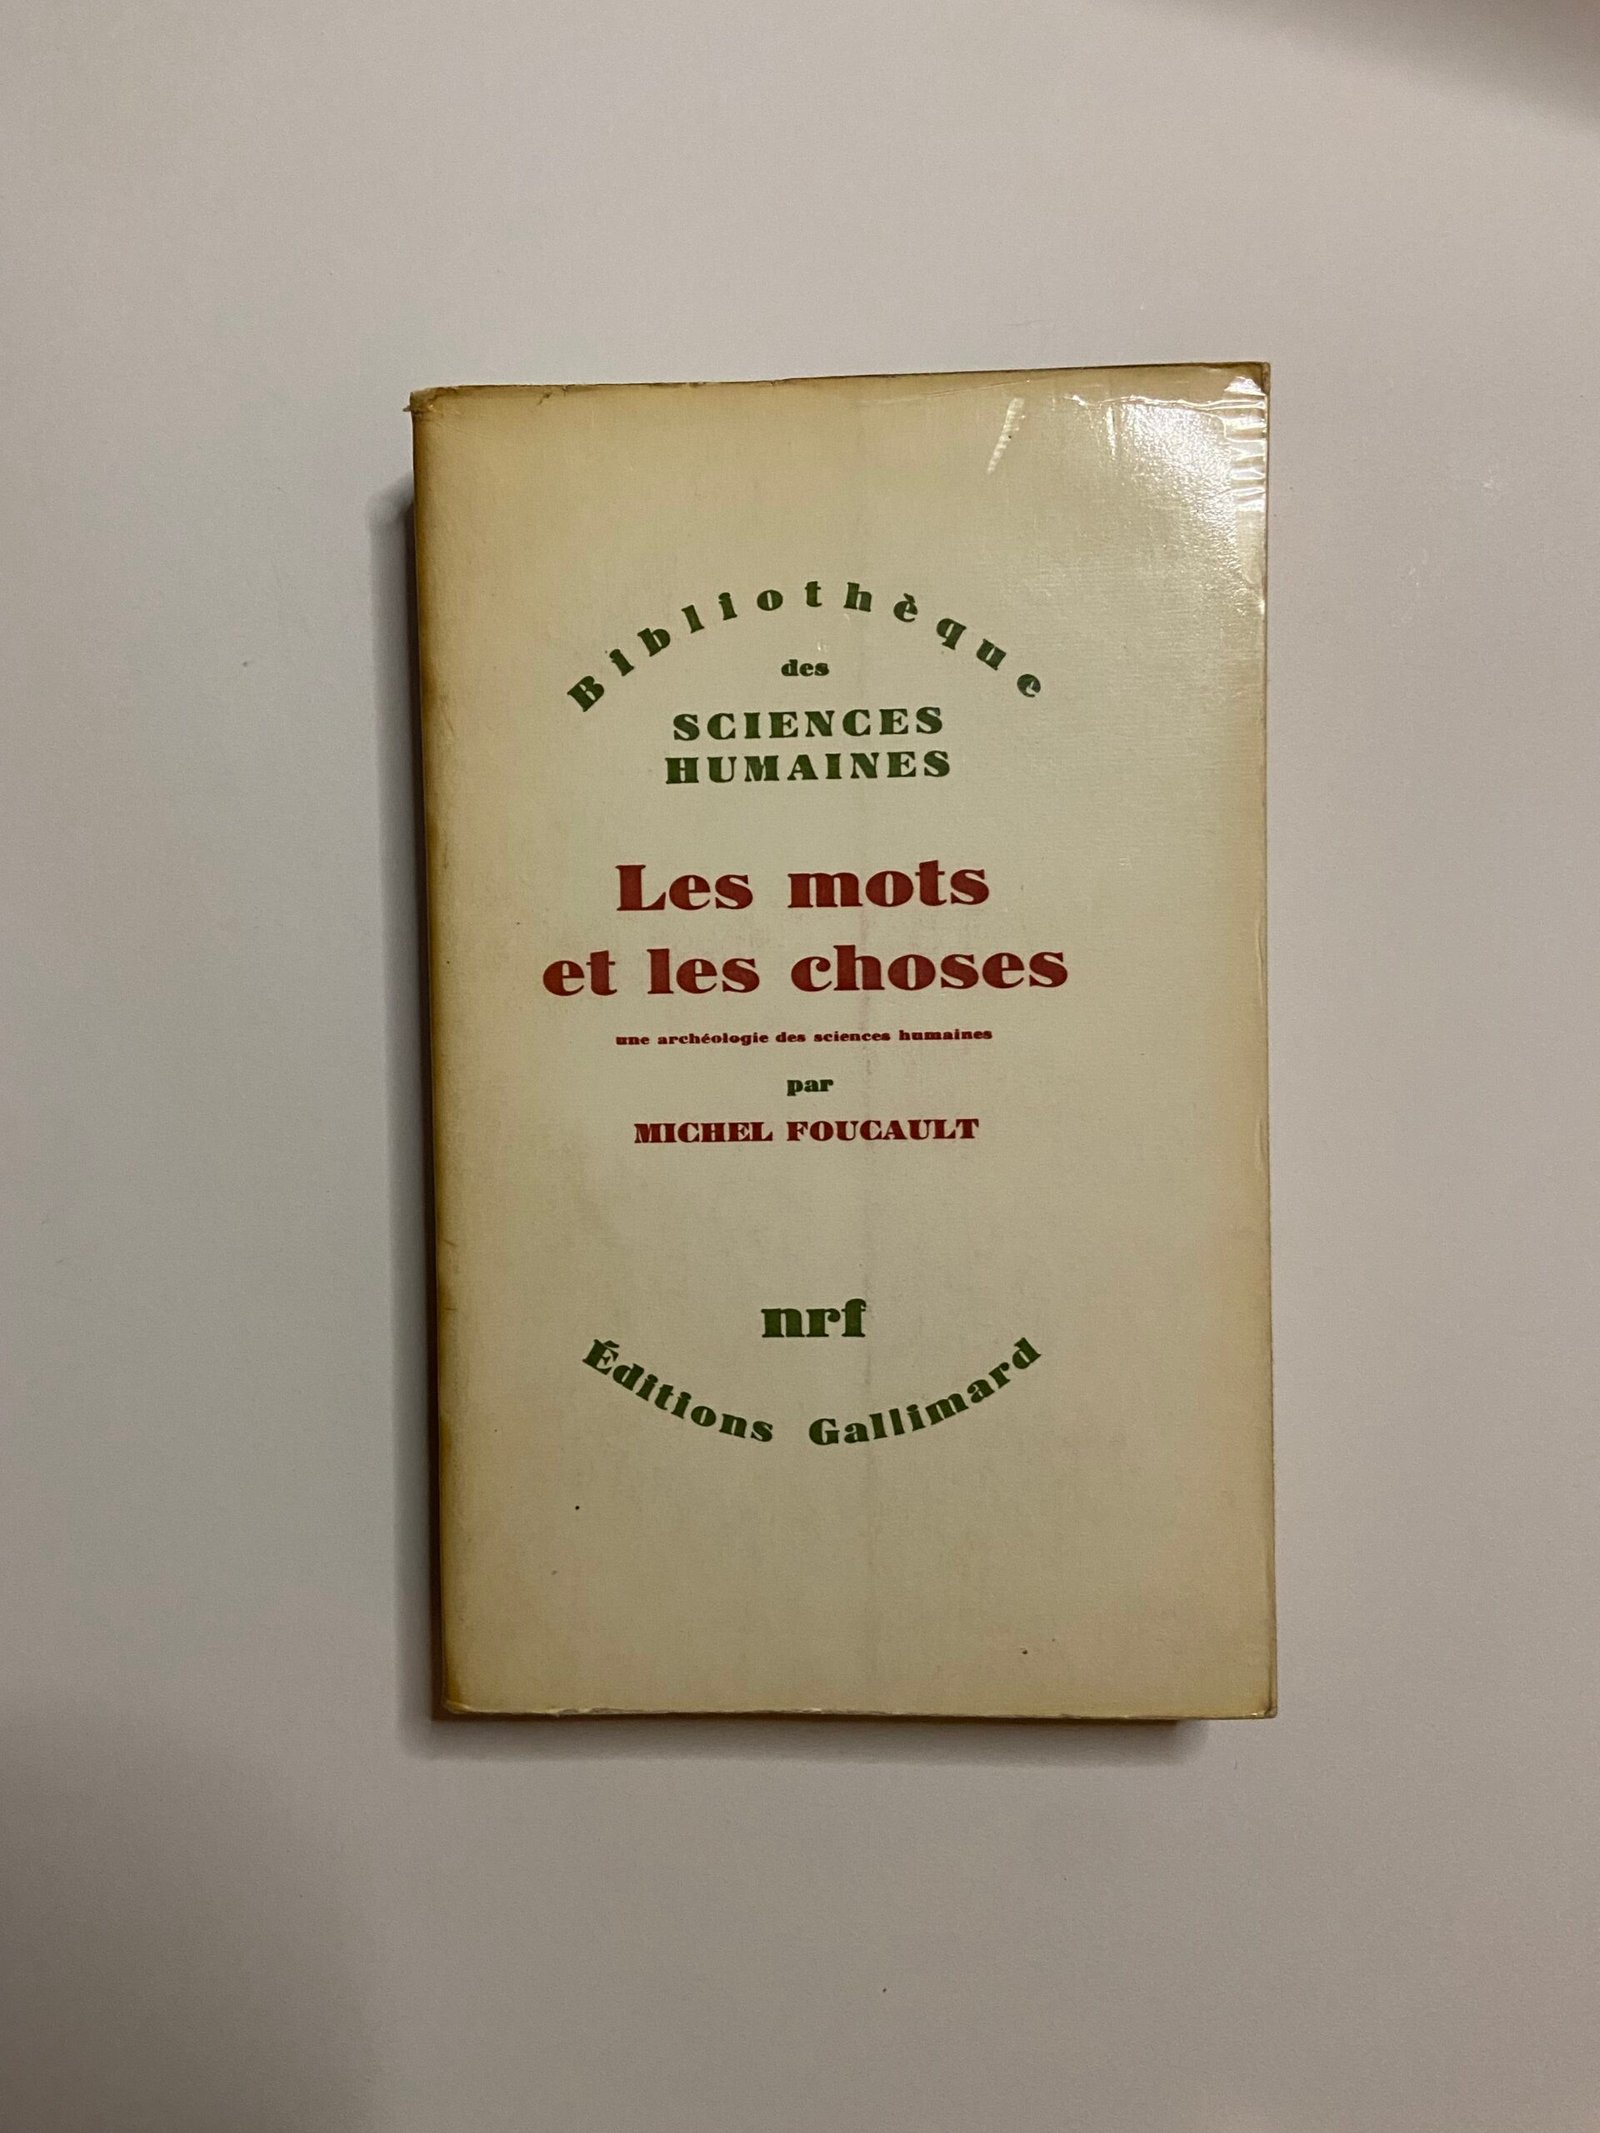 Bibliothèque
des
SCIENCES
HUMAINES
Les mots
et les choses
une archéologie des sciences humaines
par
MICHEL FOUCAULT
nrf
Éditions Gallimard